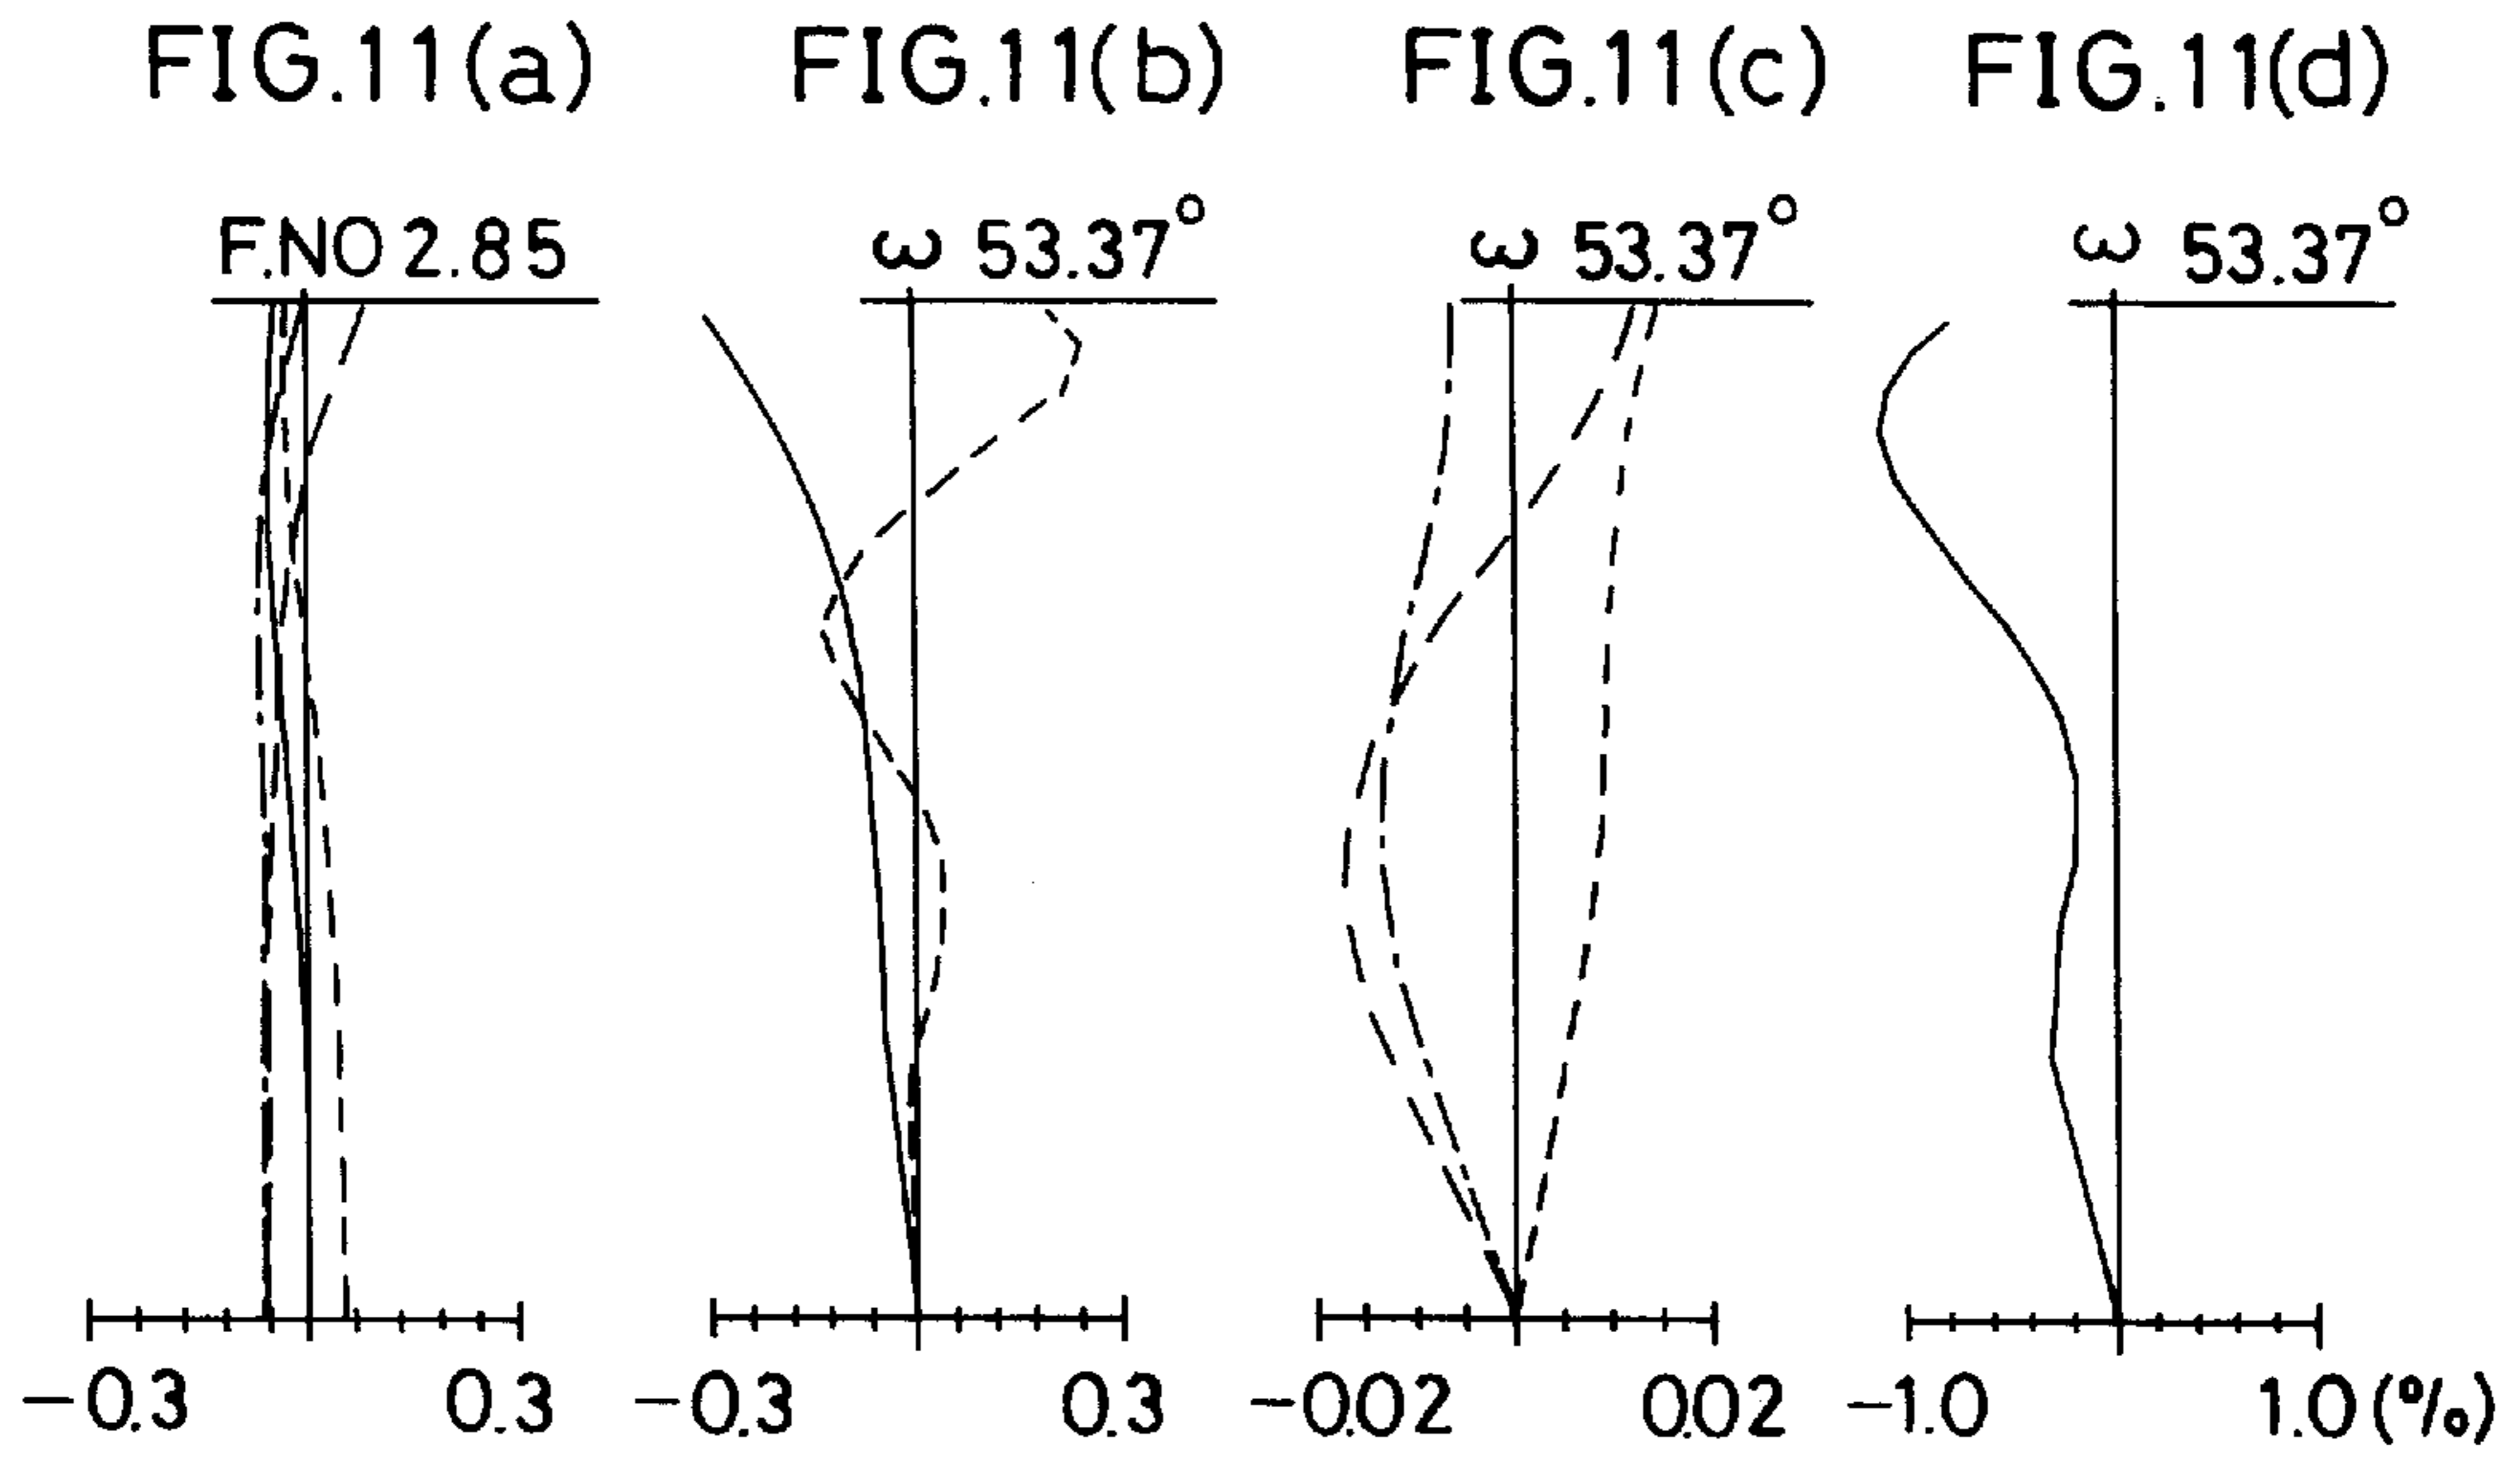 FIG.11(a) FIG.11(b) FIG.11(c) FIG.11(d)
F.NO 2.85 ω 53.37° ω 53.37° ω 53.37°
-0.3 0.3 -0.3 0.3 -0.02 0.02 -1.0 1.0(%)